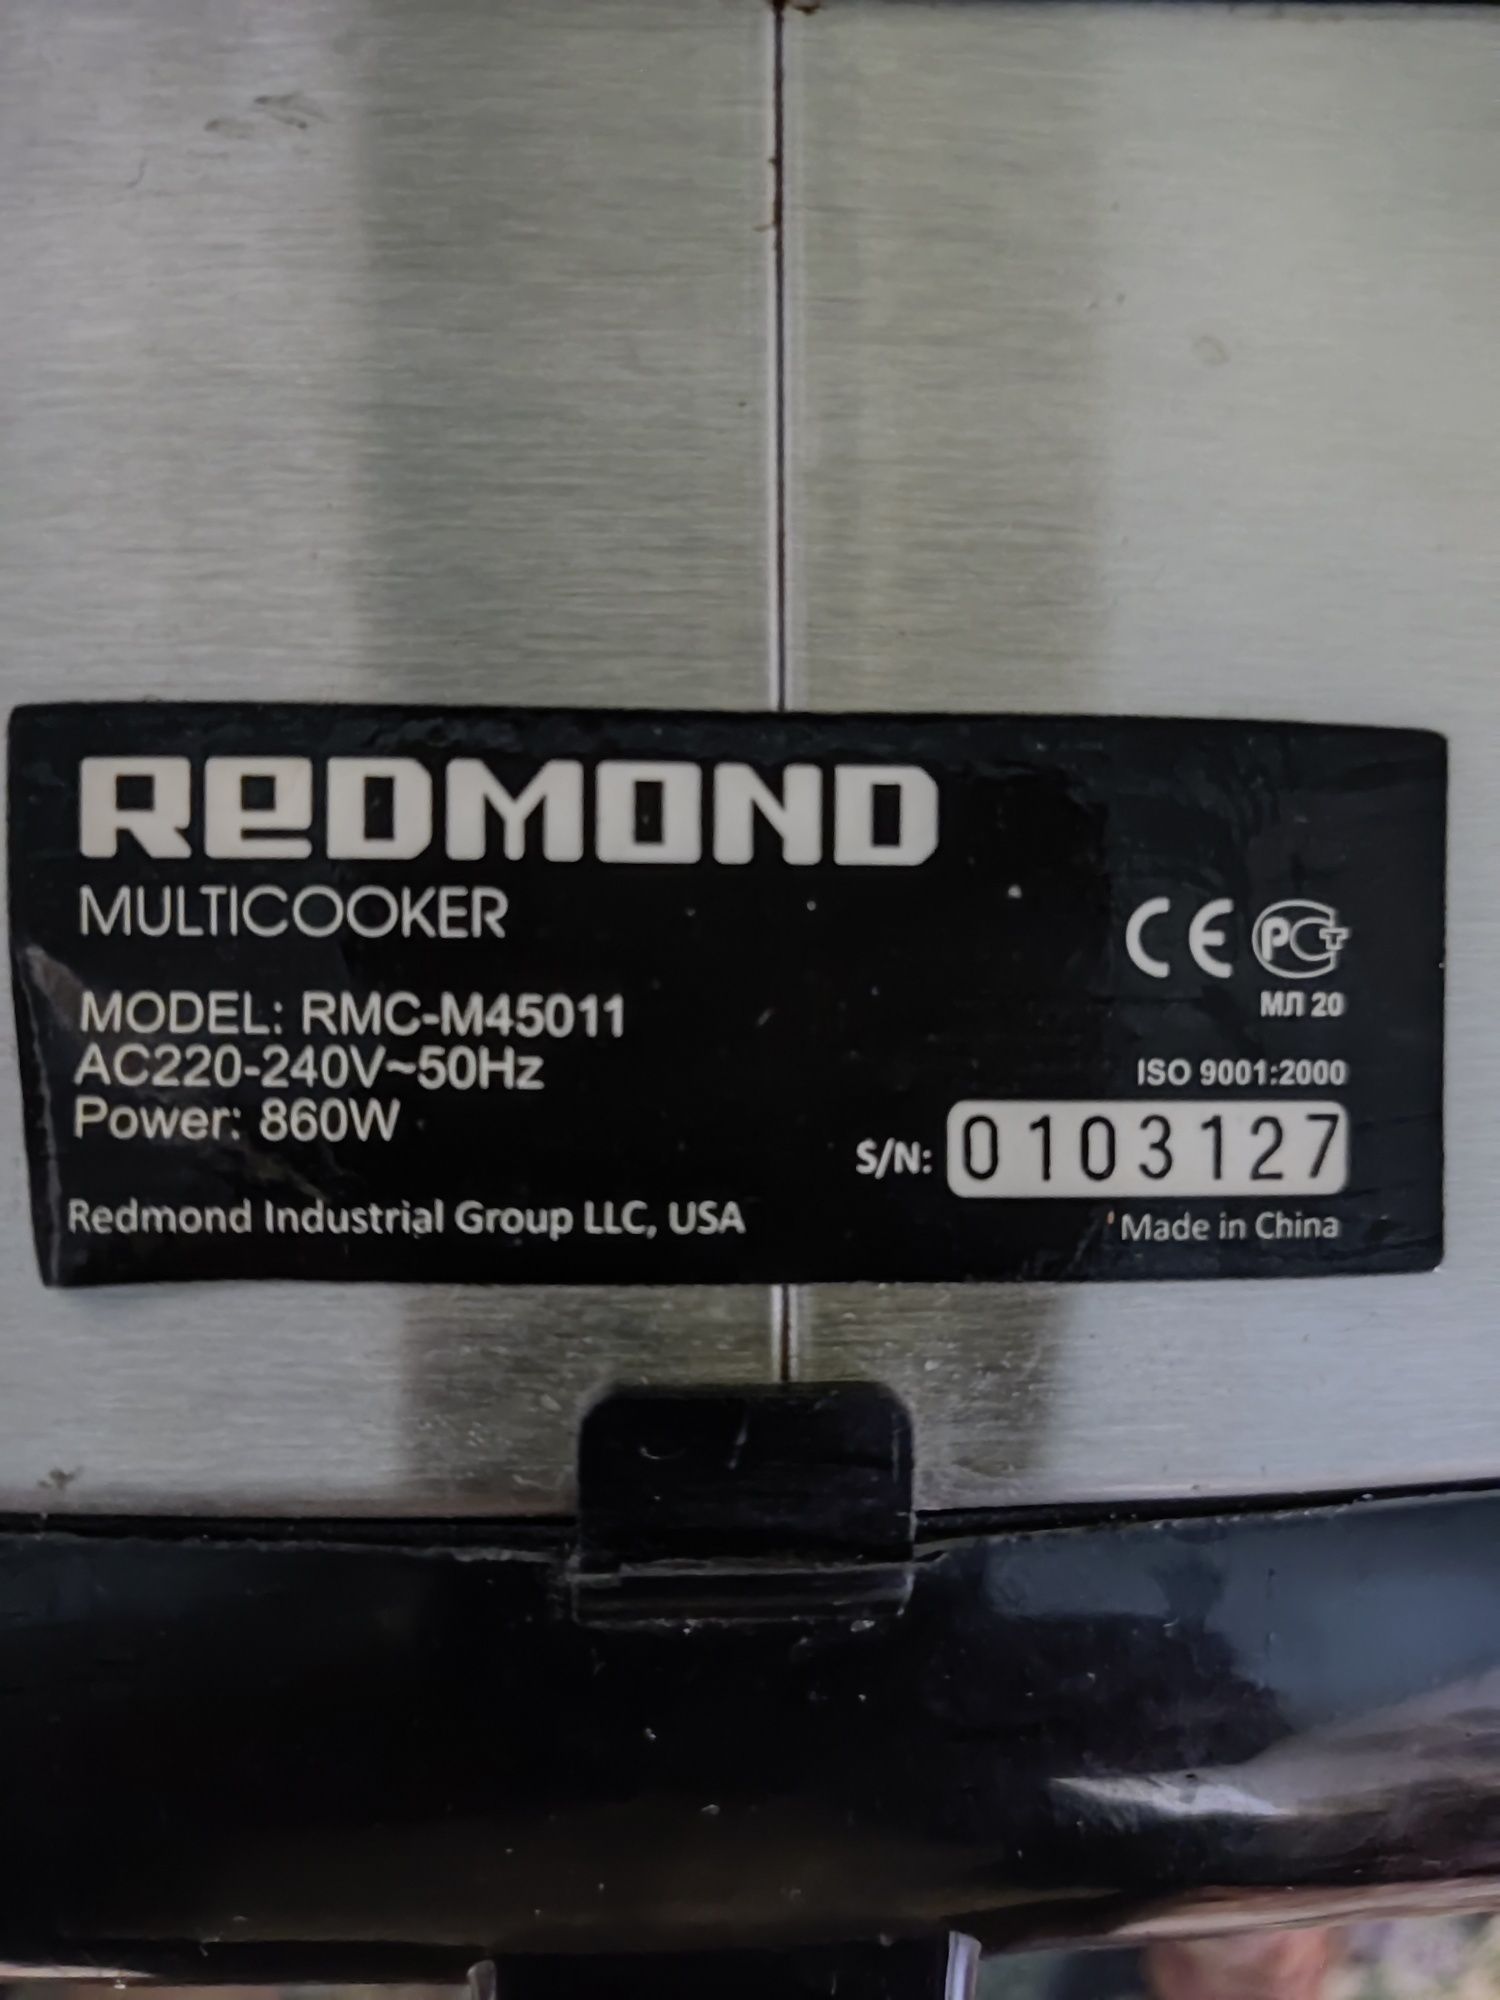 REDMOND
MULTICOOKER
MODEL: RMC-M45011
AC220-240V~50Hz
Power: 860W
Redmond Industrial Group LLC, USA
CE РСТ
МЛ 20
ISO 9001:2000
S/N: 0103127
Made in China